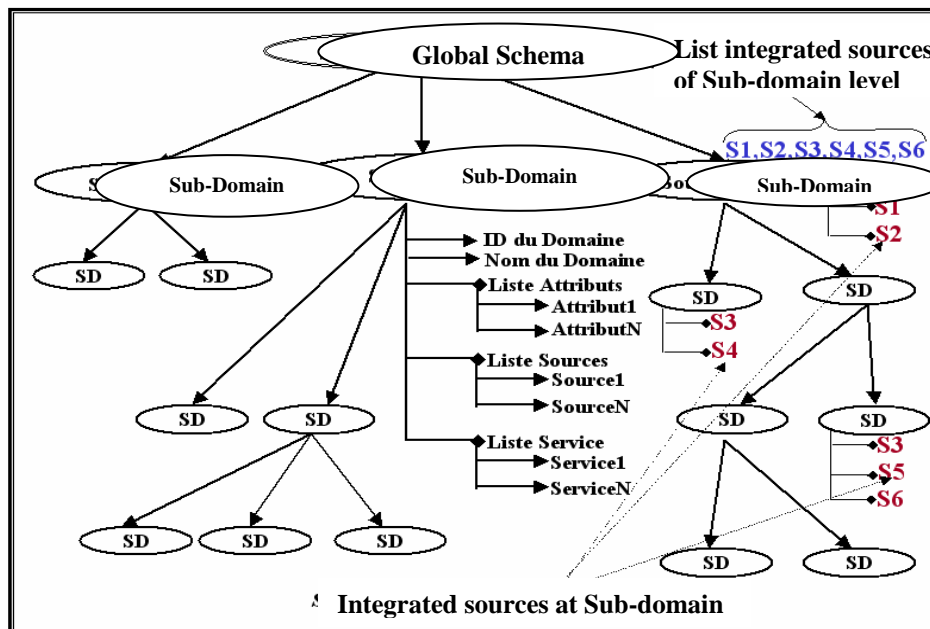 Global Schema
List integrated sources
of Sub-domain level
S1,S2,S3,S4,S5,S6
Sub-Domain
Sub-Domain
Sub-Domain
S1
S2
SD
SD
ID du Domaine
Nom du Domaine
Liste Attributs
Attribut1
AttributN
SD
SD
S3
S4
Liste Sources
Source1
SourceN
SD
SD
SD
SD
Liste Service
Service1
ServiceN
S3
S5
S6
SD
SD
SD
SD
SD
Integrated sources at Sub-domain